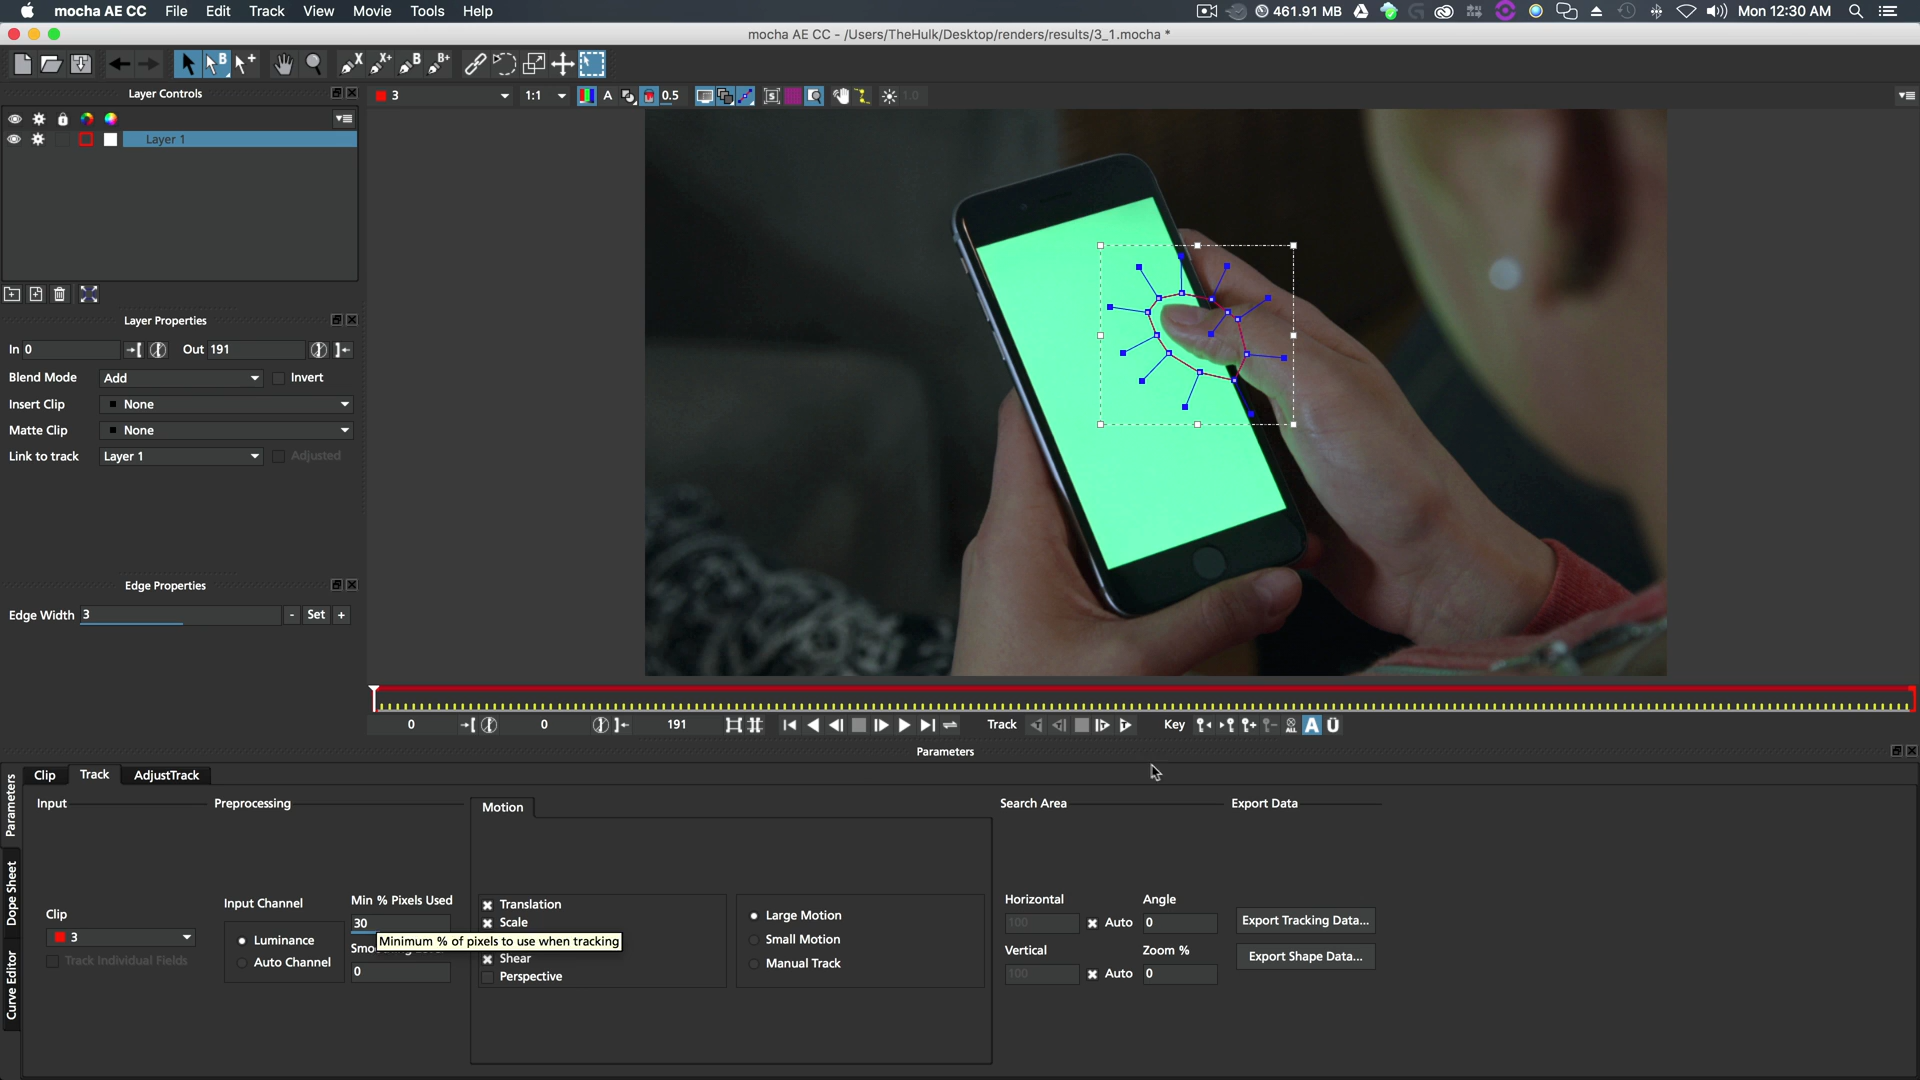 mocha AE CC File Edit Track View Movie Tools Help 461.91 MB Mon 12:30 AM
mocha AE CC - /Users/TheHulk/Desktop/renders/results/3_1.mocha *
Layer Controls
3 1:1 A 0.5 1.0
Layer 1
Layer Properties
In 0 Out 191
Blend Mode Add Invert
Insert Clip None
Matte Clip None
Link to track Layer 1 Adjusted
Edge Properties
Edge Width 3 - Set +
0 0 191 Track Key ALL A Ü
Parameters
Clip Track AdjustTrack
Parameters
Dope Sheet
Curve Editor
Input Preprocessing Motion Search Area Export Data
Clip
3
Track Individual Fields
Input Channel
Luminance
Auto Channel
Min % Pixels Used
30
Minimum % of pixels to use when tracking
0
Translation
Scale
Shear
Perspective
Large Motion
Small Motion
Manual Track
Horizontal Angle
100 Auto 0
Vertical Zoom %
100 Auto 0
Export Tracking Data...
Export Shape Data...